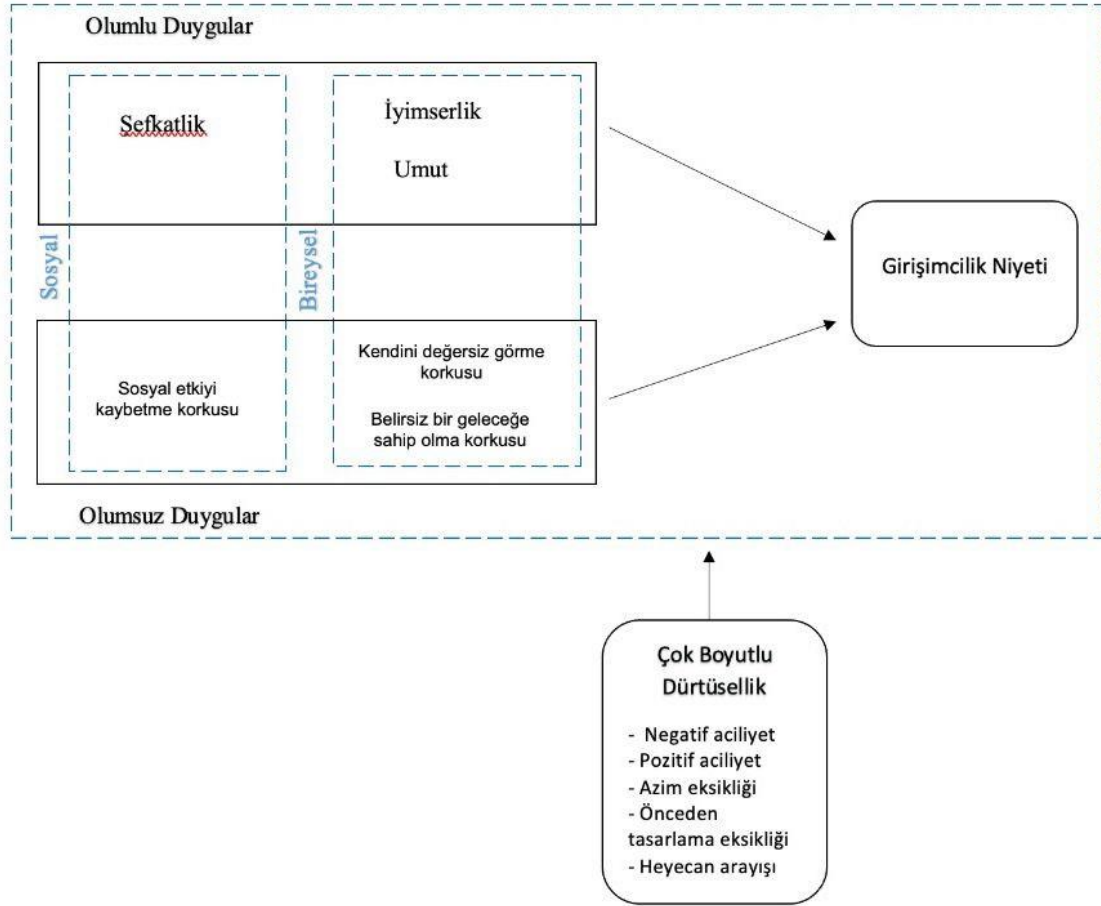 Olumlu Duygular
Şefkatlik
İyimserlik
Umut
Sosyal
Bireysel
Girişimcilik Niyeti
Sosyal etkiyi
kaybetme korkusu
Kendini değersiz görme
korkusu
Belirsiz bir geleceğe
sahip olma korkusu
Olumsuz Duygular
Çok Boyutlu
Dürtüsellik
- Negatif aciliyet
- Pozitif aciliyet
- Azim eksikliği
- Önceden
tasarlama eksikliği
- Heyecan arayışı